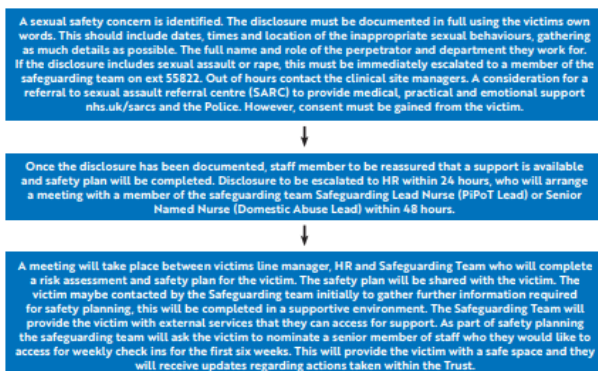 A sexual safety concern is identified. The disclosure must be documented in full using the victims own
words. This should include dates, times and location of the inappropriate sexual behaviours, gathering
as much details as possible. The full name and role of the perpetrator and department they work for.
If the disclosure includes sexual assault or rape, this must be immediately escalated to a member of the
safeguarding team on ext 55822. Out of hours contact the clinical site managers. A consideration for a
referral to sexual assault referral centre (SARC) to provide medical, practical and emotional support
nhs.uk/sarcs and the Police. However, consent must be gained from the victim.
Once the disclosure has been documented, staff member to be reassured that a support is available
and safety plan will be completed. Disclosure to be escalated to HR within 24 hours, who will arrange
a meeting with a member of the safeguarding team Safeguarding Lead Nurse (PiPoT Lead) or Senior
Named Nurse (Domestic Abuse Lead) within 48 hours.
A meeting will take place between victims line manager, HR and Safeguarding Team who will complete
a risk assessment and safety plan for the victim. The safety plan will be shared with the victim. The
victim maybe contacted by the Safeguarding team initially to gather further information required
for safety planning, this will be completed in a supportive environment. The Safeguarding Team will
provide the victim with external services that they can access for support. As part of safety planning
the safeguarding team will ask the victim to nominate a senior member of staff who they would like to
access for weekly check ins for the first six weeks. This will provide the victim with a safe space and they
will receive updates regarding actions taken within the Trust.